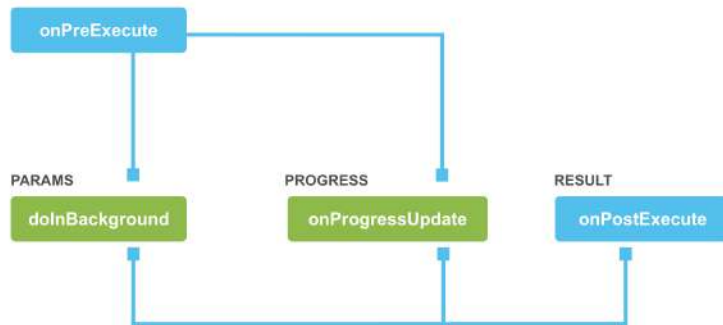 onPreExecute
PARAMS
PROGRESS
RESULT
doInBackground
onProgressUpdate
onPostExecute